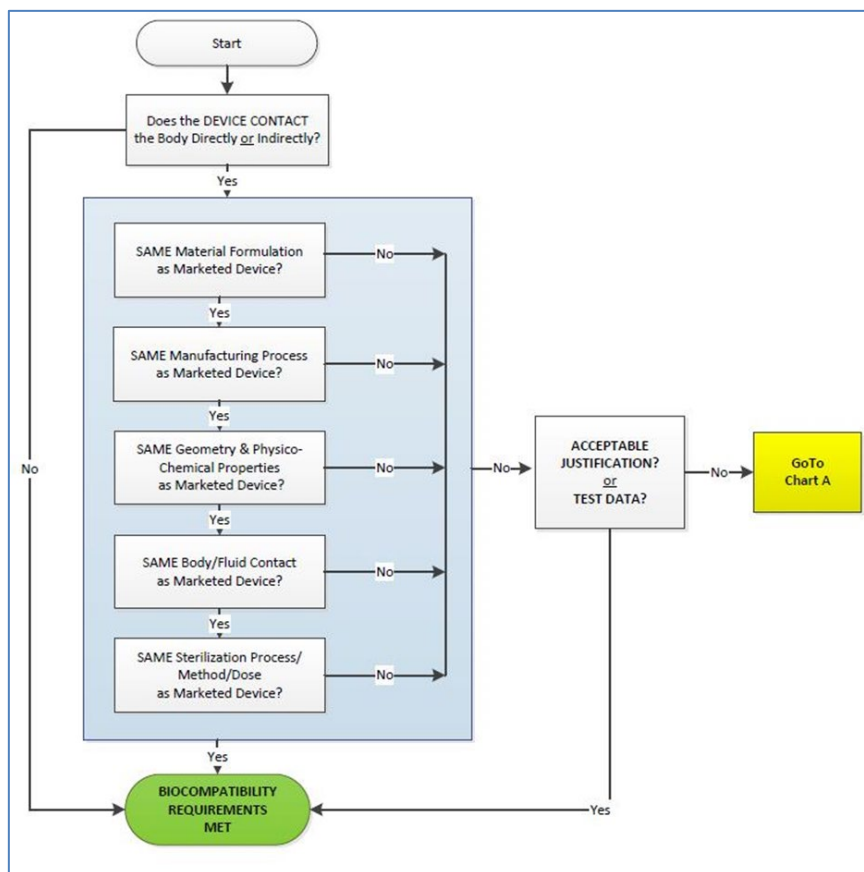 Start
Does the DEVICE CONTACT
the Body Directly or Indirectly?
Yes
SAME Material Formulation
as Marketed Device?
No
Yes
SAME Manufacturing Process
as Marketed Device?
No
Yes
SAME Geometry & Physico-
Chemical Properties
as Marketed Device?
No
Yes
SAME Body/Fluid Contact
as Marketed Device?
No
Yes
SAME Sterilization Process/
Method/Dose
as Marketed Device?
No
No
ACCEPTABLE
JUSTIFICATION?
or
TEST DATA?
No
GoTo
Chart A
No
Yes
Yes
BIOCOMPATIBILITY
REQUIREMENTS
MET